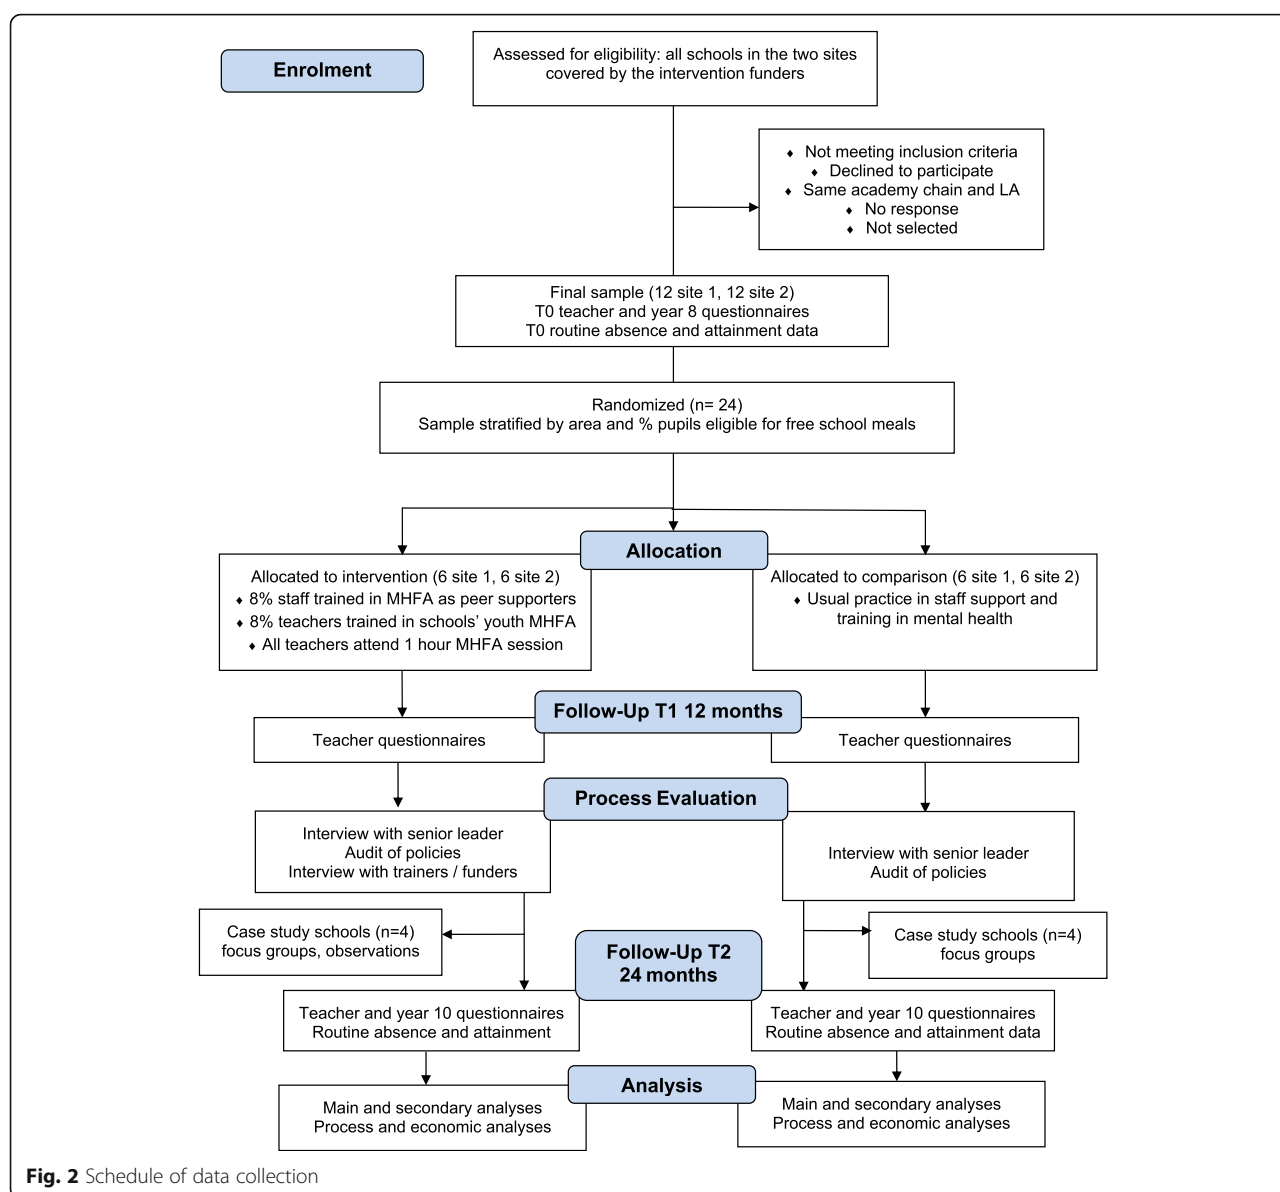 Enrolment
Assessed for eligibility: all schools in the two sites
covered by the intervention funders
♦ Not meeting inclusion criteria
♦ Declined to participate
♦ Same academy chain and LA
♦ No response
♦ Not selected
Final sample (12 site 1, 12 site 2)
T0 teacher and year 8 questionnaires
T0 routine absence and attainment data
Randomized (n= 24)
Sample stratified by area and % pupils eligible for free school meals
Allocation
Allocated to intervention (6 site 1, 6 site 2)
♦ 8% staff trained in MHFA as peer supporters
♦ 8% teachers trained in schools’ youth MHFA
♦ All teachers attend 1 hour MHFA session
Allocated to comparison (6 site 1, 6 site 2)
♦ Usual practice in staff support and
training in mental health
Follow-Up T1 12 months
Teacher questionnaires
Teacher questionnaires
Process Evaluation
Interview with senior leader
Audit of policies
Interview with trainers / funders
Interview with senior leader
Audit of policies
Case study schools (n=4)
focus groups, observations
Case study schools (n=4)
focus groups
Follow-Up T2
24 months
Teacher and year 10 questionnaires
Routine absence and attainment
Teacher and year 10 questionnaires
Routine absence and attainment data
Analysis
Main and secondary analyses
Process and economic analyses
Main and secondary analyses
Process and economic analyses
Fig. 2 Schedule of data collection